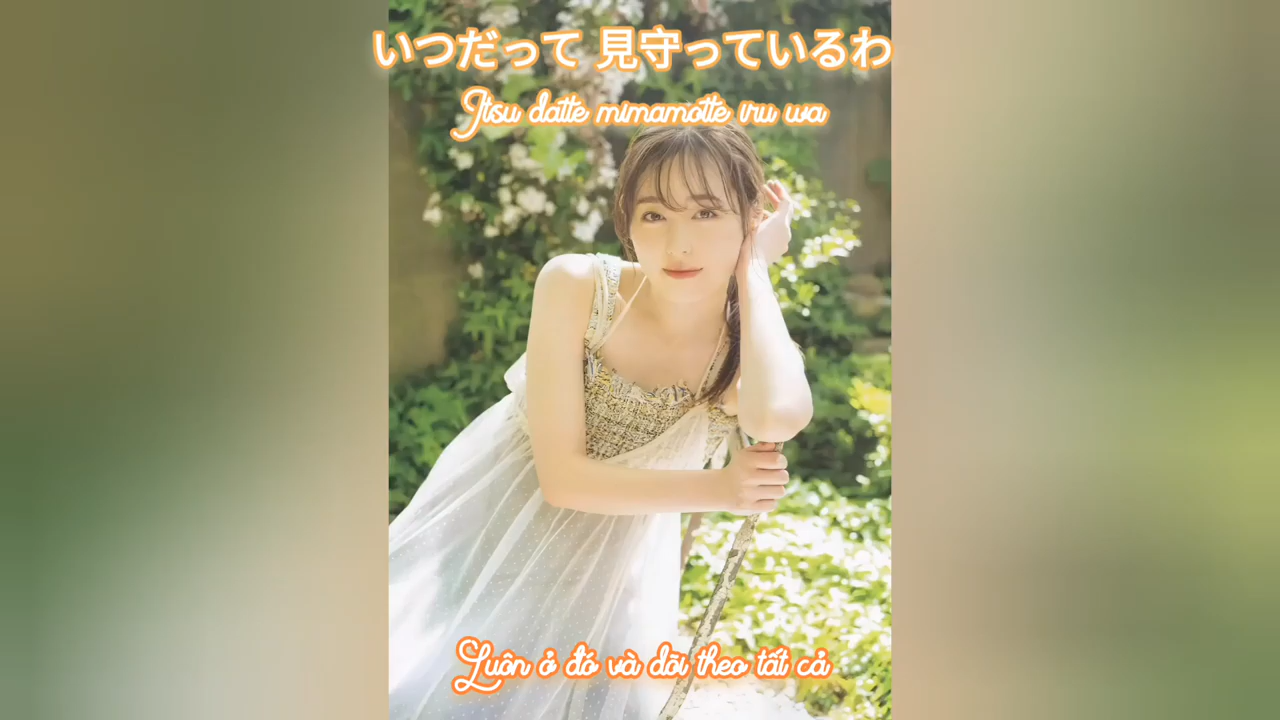 いつだって 見守っているわ
Itsu datte mimamotte iru wa
Luôn ở đó và dõi theo tất cả